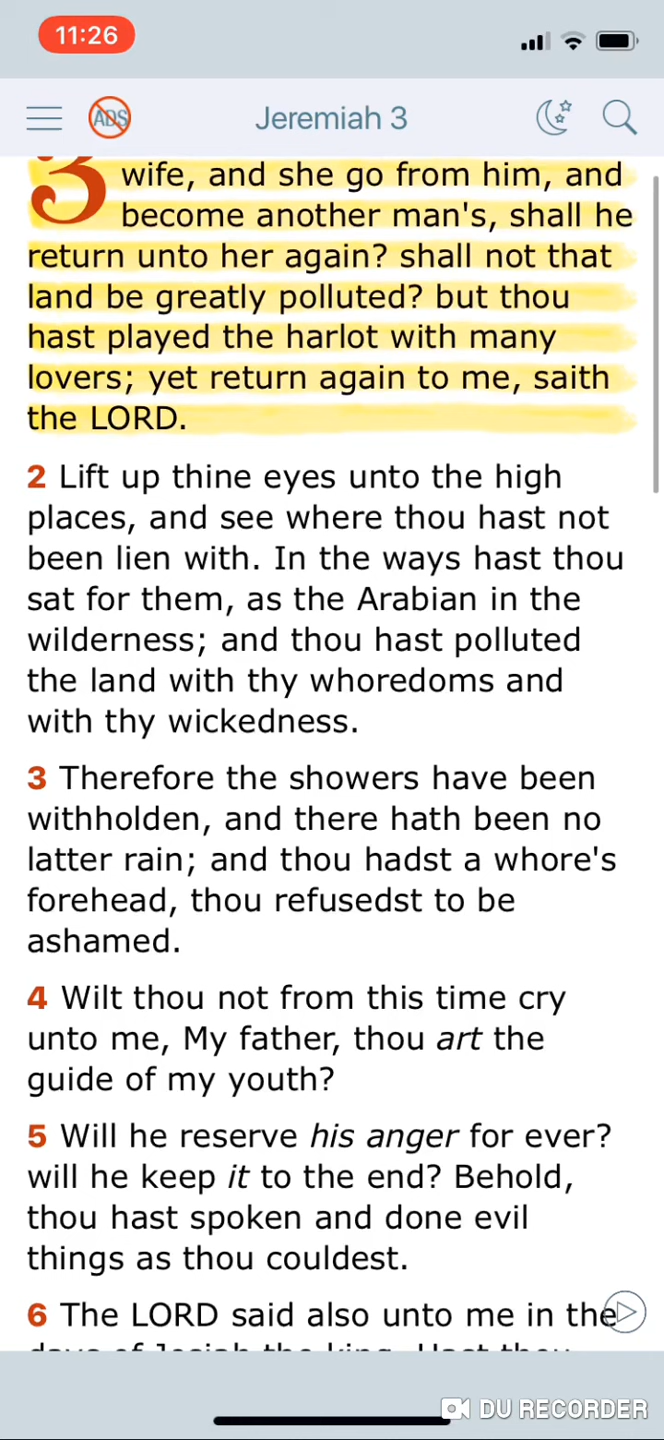 11:26
ADS
Jeremiah 3
3 wife, and she go from him, and
become another man's, shall he
return unto her again? shall not that
land be greatly polluted? but thou
hast played the harlot with many
lovers; yet return again to me, saith
the LORD.
2 Lift up thine eyes unto the high
places, and see where thou hast not
been lien with. In the ways hast thou
sat for them, as the Arabian in the
wilderness; and thou hast polluted
the land with thy whoredoms and
with thy wickedness.
3 Therefore the showers have been
withholden, and there hath been no
latter rain; and thou hadst a whore's
forehead, thou refusedst to be
ashamed.
4 Wilt thou not from this time cry
unto me, My father, thou art the
guide of my youth?
5 Will he reserve his anger for ever?
will he keep it to the end? Behold,
thou hast spoken and done evil
things as thou couldest.
6 The LORD said also unto me in the
days of Josiah the king, Hast thou
DU RECORDER